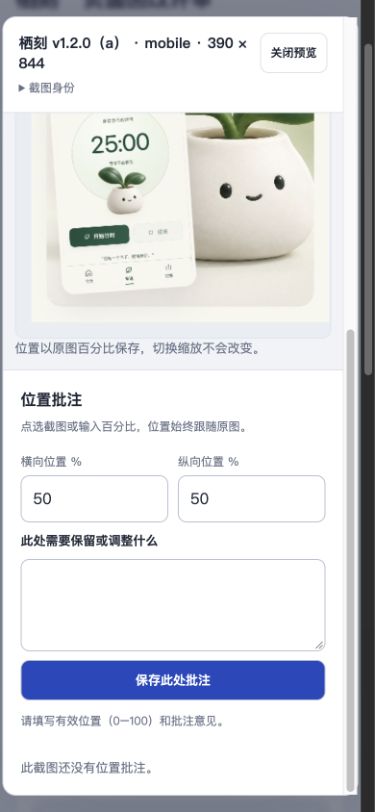 栖刻 v1.2.0（a） · mobile · 390 ×
844
关闭预览
▶ 截图身份
25:00
开始专注
位置以原图百分比保存，切换缩放不会改变。
位置批注
点选截图或输入百分比，位置始终跟随原图。
横向位置 %
纵向位置 %
50
50
此处需要保留或调整什么
保存此处批注
请填写有效位置（0—100）和批注意见。
此截图还没有位置批注。